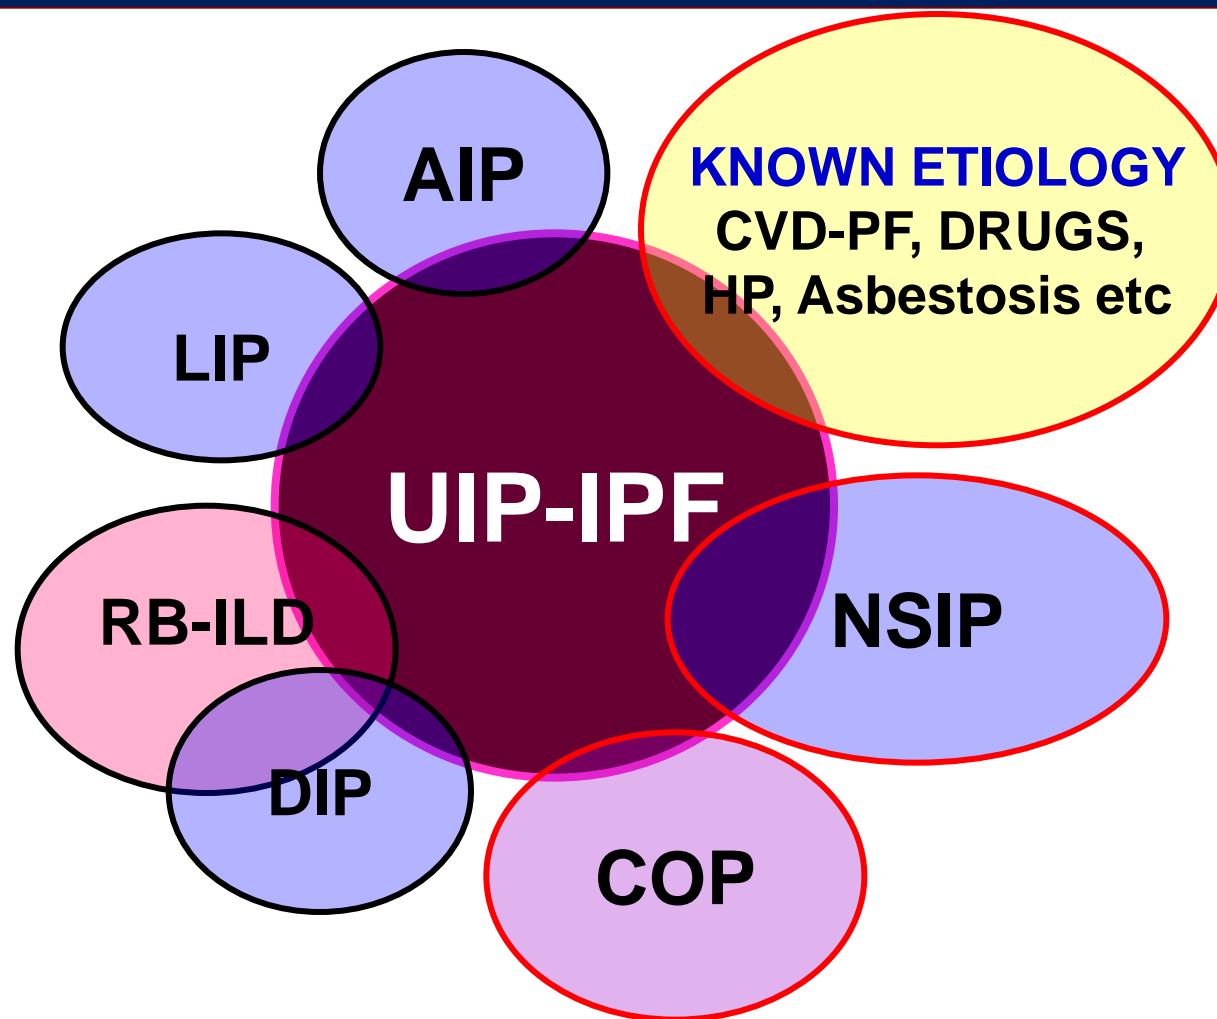 AIP
KNOWN ETIOLOGY
CVD-PF, DRUGS,
HP, Asbestosis etc
LIP
UIP-IPF
RB-ILD
NSIP
DIP
COP